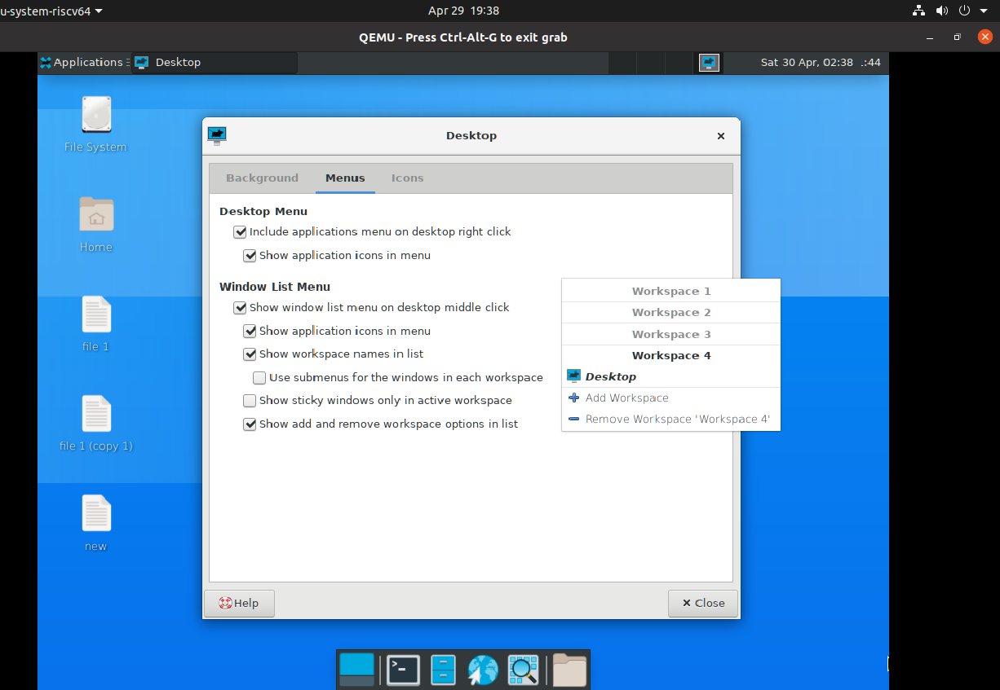 u-system-riscv64
Apr 29 19:38
QEMU - Press Ctrl-Alt-G to exit grab
Applications
Desktop
Sat 30 Apr, 02:38 .:44
File System
Home
file 1
file 1 (copy 1)
new
Desktop
Background Menus Icons
Desktop Menu
Include applications menu on desktop right click
Show application icons in menu
Window List Menu
Show window list menu on desktop middle click
Show application icons in menu
Show workspace names in list
Use submenus for the windows in each workspace
Show sticky windows only in active workspace
Show add and remove workspace options in list
Workspace 1
Workspace 2
Workspace 3
Workspace 4
Desktop
Add Workspace
Remove Workspace 'Workspace 4'
Help
Close